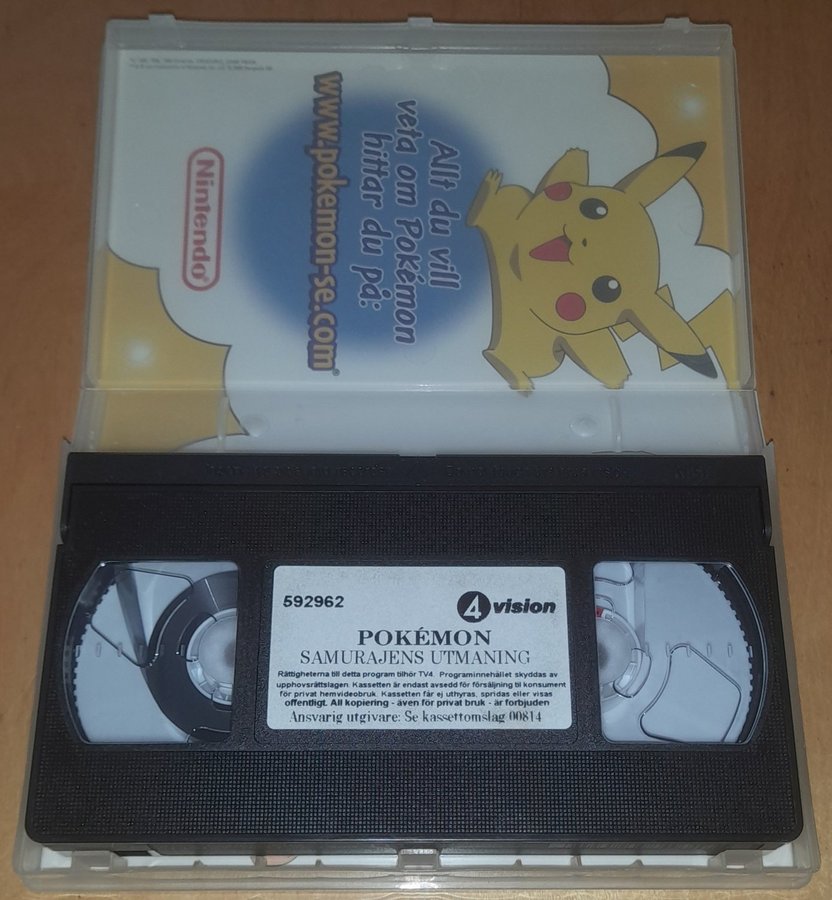 Allt du vill
veta om Pokémon
hittar du på:
www.pokemon-se.com
Nintendo®
592962
4 vision
POKÉMON
SAMURAJENS UTMANING
Rättigheterna till detta program tilhör TV4. Programinnehållet skyddas av
upphovsrättslagen. Kassetten är endast avsedd för försäljning til konsument
för privat hemvideobruk. Kassetten får ej uthyras, spridas eller visas
offentligt. All kopiering - även för privat bruk - är forbjuden
Ansvarig utgivare: Se kassettomslag 00814